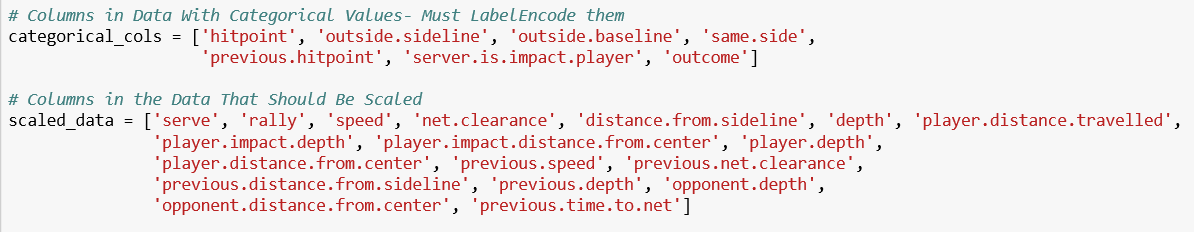 # Columns in Data With Categorical Values- Must LabelEncode them
categorical_cols = ['hitpoint', 'outside.sideline', 'outside.baseline', 'same.side',
'previous.hitpoint', 'server.is.impact.player', 'outcome']
# Columns in the Data That Should Be Scaled
scaled_data = ['serve', 'rally', 'speed', 'net.clearance', 'distance.from.sideline', 'depth', 'player.distance.travelled',
'player.impact.depth', 'player.impact.distance.from.center', 'player.depth',
'player.distance.from.center', 'previous.speed', 'previous.net.clearance',
'previous.distance.from.sideline', 'previous.depth', 'opponent.depth',
'opponent.distance.from.center', 'previous.time.to.net']